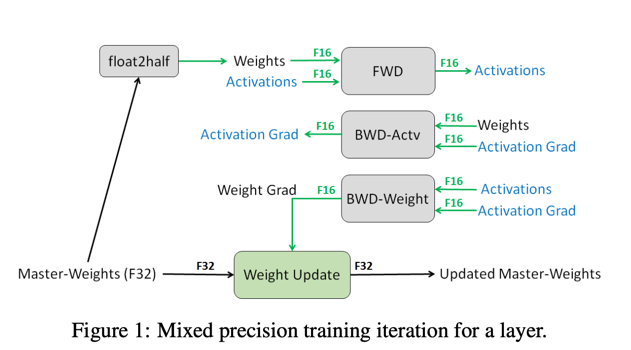 float2half
Weights
F16
Activations
F16
FWD
F16
Activations
Activation Grad
F16
BWD-Actv
F16
Weights
F16
Activation Grad
Weight Grad
F16
BWD-Weight
F16
Activations
F16
Activation Grad
Master-Weights (F32)
F32
Weight Update
F32
Updated Master-Weights
Figure 1: Mixed precision training iteration for a layer.